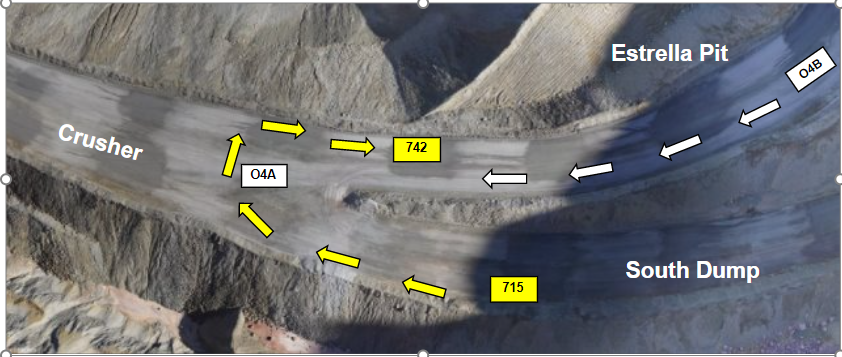 Estrella Pit
O4B
Crusher
742
O4A
South Dump
715